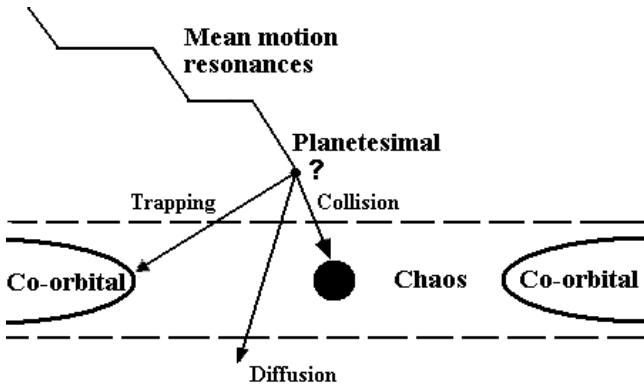 Mean motion
resonances
Planetesimal
?
Trapping
Collision
Co-orbital
Chaos
Co-orbital
Diffusion